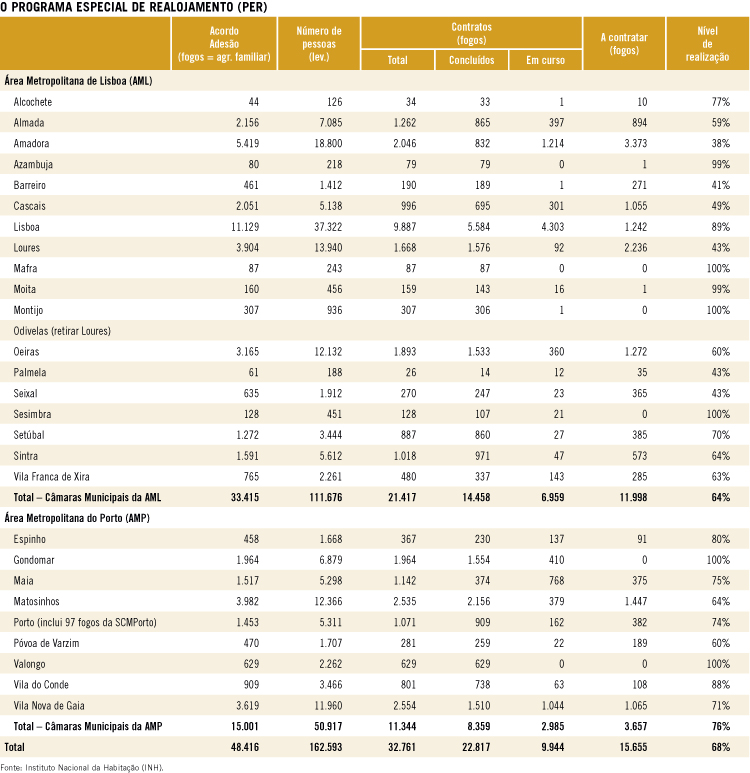 O PROGRAMA ESPECIAL DE REALOJAMENTO (PER)
Acordo Adesão (fogos = agr. familiar) Número de pessoas (lev.) Contratos (fogos) A contratar (fogos) Nível de realização
Total Concluídos Em curso
Área Metropolitana de Lisboa (AML)
Alcochete 44 126 34 33 1 10 77%
Almada 2.156 7.085 1.262 865 397 894 59%
Amadora 5.419 18.800 2.046 832 1.214 3.373 38%
Azambuja 80 218 79 79 0 1 99%
Barreiro 461 1.412 190 189 1 271 41%
Cascais 2.051 5.138 996 695 301 1.055 49%
Lisboa 11.129 37.322 9.887 5.584 4.303 1.242 89%
Loures 3.904 13.940 1.668 1.576 92 2.236 43%
Mafra 87 243 87 87 0 0 100%
Moita 160 456 159 143 16 1 99%
Montijo 307 936 307 306 1 0 100%
Odivelas (retirar Loures)
Oeiras 3.165 12.132 1.893 1.533 360 1.272 60%
Palmela 61 188 26 14 12 35 43%
Seixal 635 1.912 270 247 23 365 43%
Sesimbra 128 451 128 107 21 0 100%
Setúbal 1.272 3.444 887 860 27 385 70%
Sintra 1.591 5.612 1.018 971 47 573 64%
Vila Franca de Xira 765 2.261 480 337 143 285 63%
Total – Câmaras Municipais da AML 33.415 111.676 21.417 14.458 6.959 11.998 64%
Área Metropolitana do Porto (AMP)
Espinho 458 1.668 367 230 137 91 80%
Gondomar 1.964 6.879 1.964 1.554 410 0 100%
Maia 1.517 5.298 1.142 374 768 375 75%
Matosinhos 3.982 12.366 2.535 2.156 379 1.447 64%
Porto (inclui 97 fogos da SCMPorto) 1.453 5.311 1.071 909 162 382 74%
Póvoa de Varzim 470 1.707 281 259 22 189 60%
Valongo 629 2.262 629 629 0 0 100%
Vila do Conde 909 3.466 801 738 63 108 88%
Vila Nova de Gaia 3.619 11.960 2.554 1.510 1.044 1.065 71%
Total – Câmaras Municipais da AMP 15.001 50.917 11.344 8.359 2.985 3.657 76%
Total 48.416 162.593 32.761 22.817 9.944 15.655 68%
Fonte: Instituto Nacional da Habitação (INH).